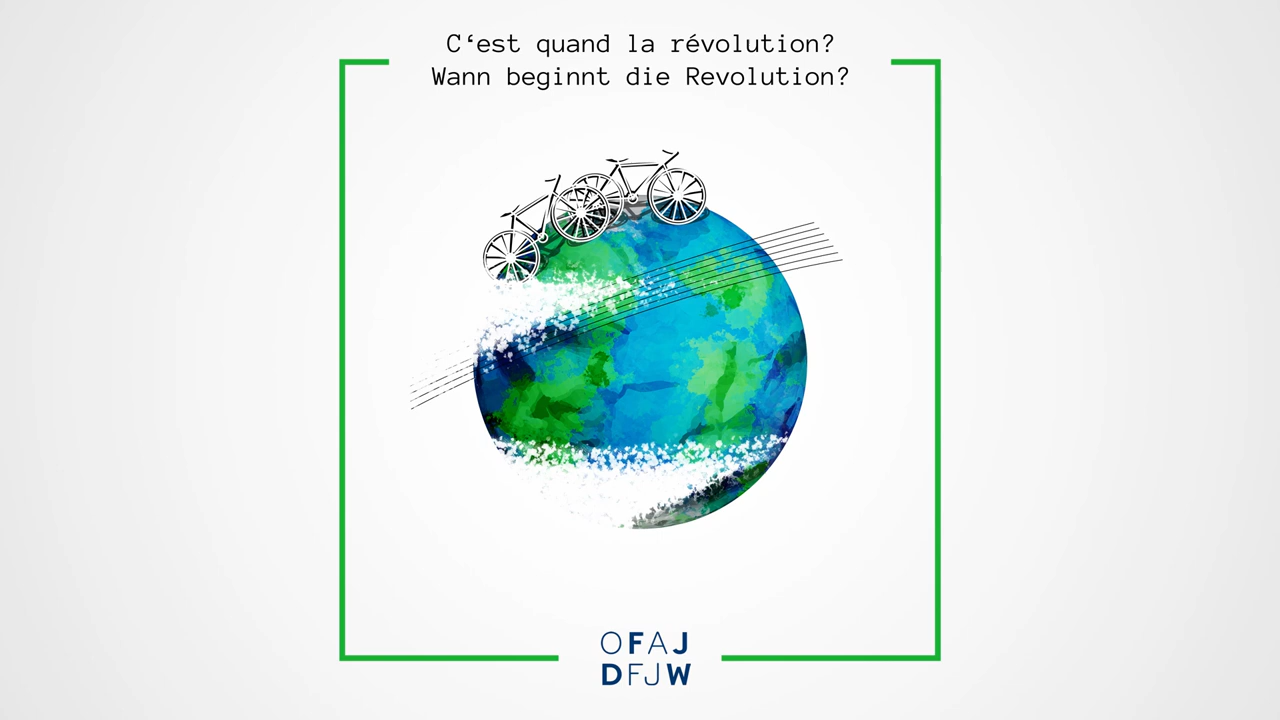 C‘est quand la révolution?
Wann beginnt die Revolution?
OFAJ
DFJW